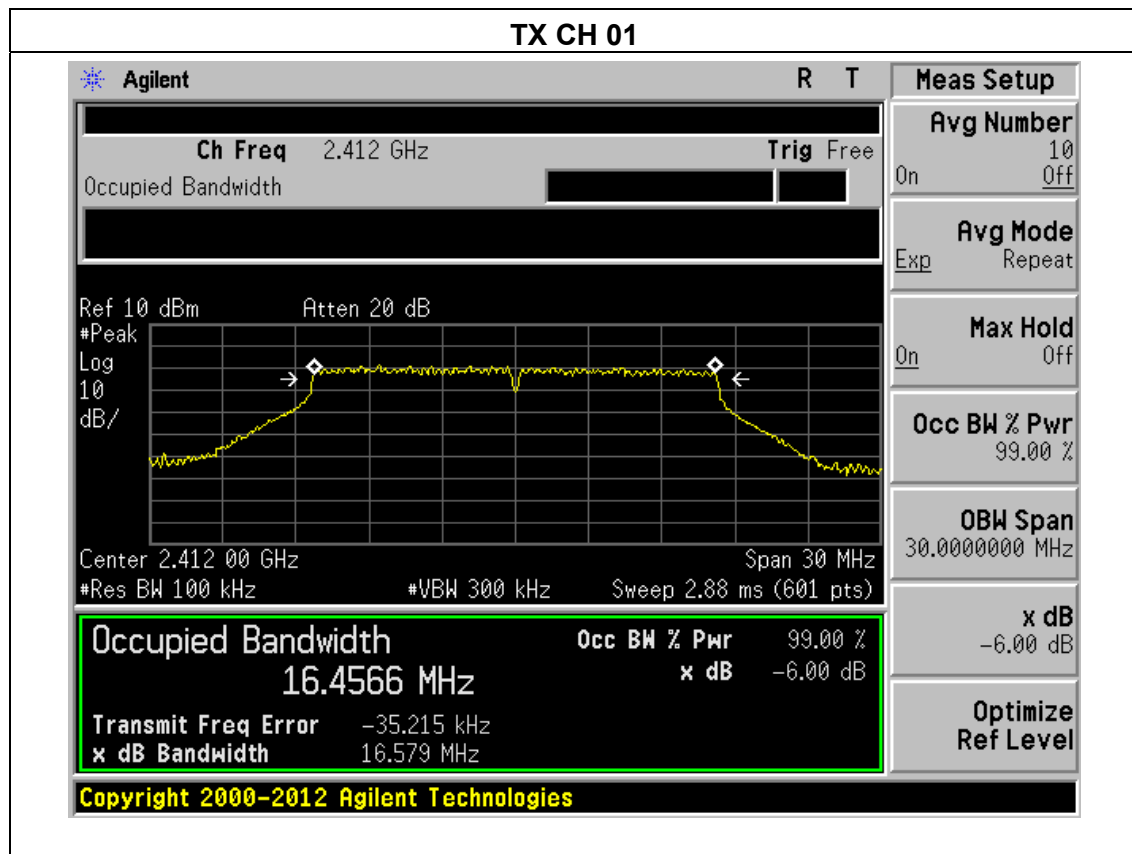 TX CH 01
Agilent R T
Ch Freq 2.412 GHz Trig Free
Occupied Bandwidth
Ref 10 dBm Atten 20 dB
#Peak
Log
10
dB/
Center 2.412 00 GHz Span 30 MHz
#Res BW 100 kHz #VBW 300 kHz Sweep 2.88 ms (601 pts)
Occupied Bandwidth Occ BW % Pwr 99.00 %
16.4566 MHz x dB -6.00 dB
Transmit Freq Error -35.215 kHz
x dB Bandwidth 16.579 MHz
Copyright 2000-2012 Agilent Technologies
Meas Setup
Avg Number
10
On Off
Avg Mode
Exp Repeat
Max Hold
On Off
Occ BW % Pwr
99.00 %
OBW Span
30.0000000 MHz
x dB
-6.00 dB
Optimize
Ref Level